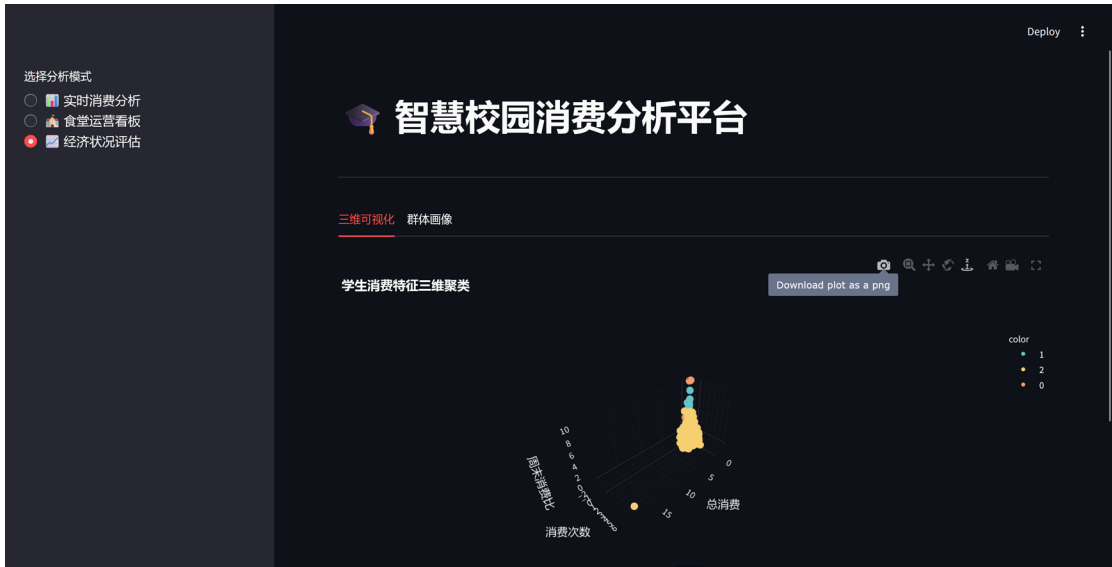 Deploy
选择分析模式
实时消费分析
食堂运营看板
经济状况评估
智慧校园消费分析平台
三维可视化 群体画像
Download plot as a png
学生消费特征三维聚类
color
1
2
0
10
8
6
4
2
0
周末消费比
消费次数
0
5
10
15
总消费